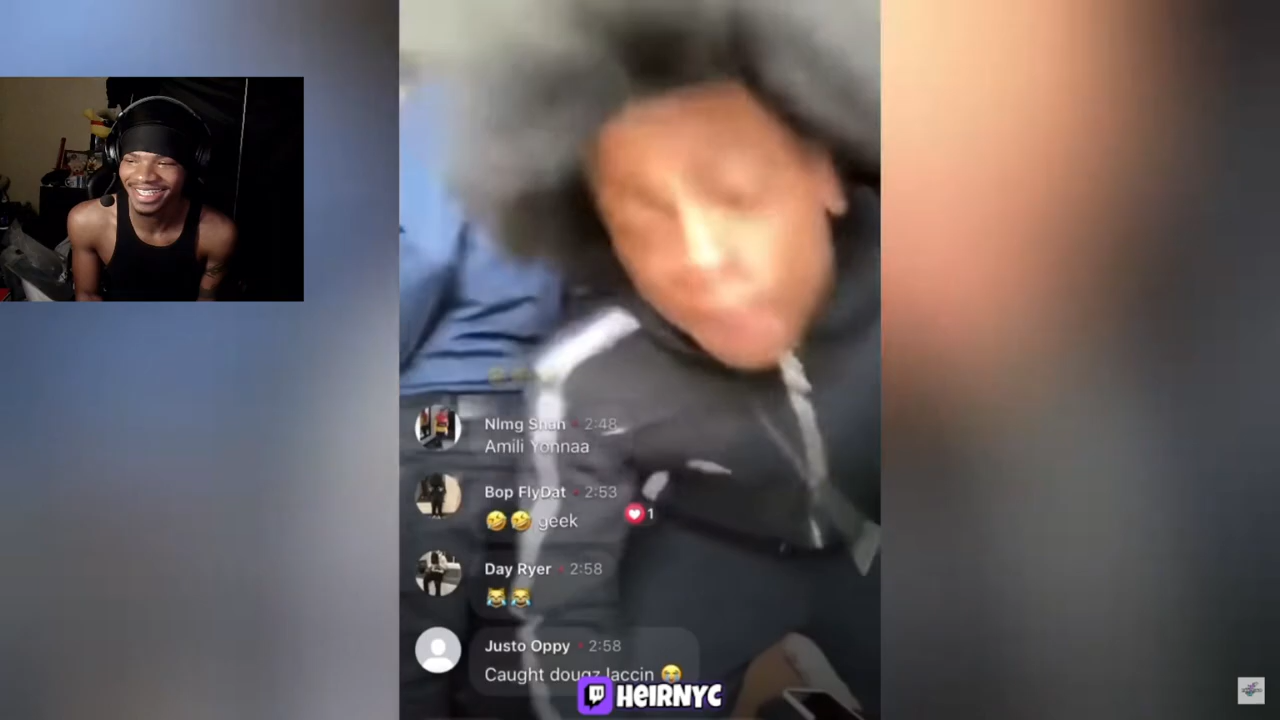 Nlmg Shan • 2:48
Amili Yonnaa
Bop FlyDat • 2:53
🤣🤣 geek
1
Day Ryer • 2:58
😹😹
Justo Oppy • 2:58
Caught dougz laccin 😭
HEIRNYC